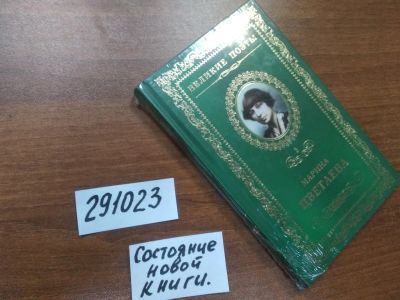 ВЕЛИКИЕ ПОЭТЫ
МАРИНА
ЦВЕТАЕВА
291023
Состояние
новой
книги.